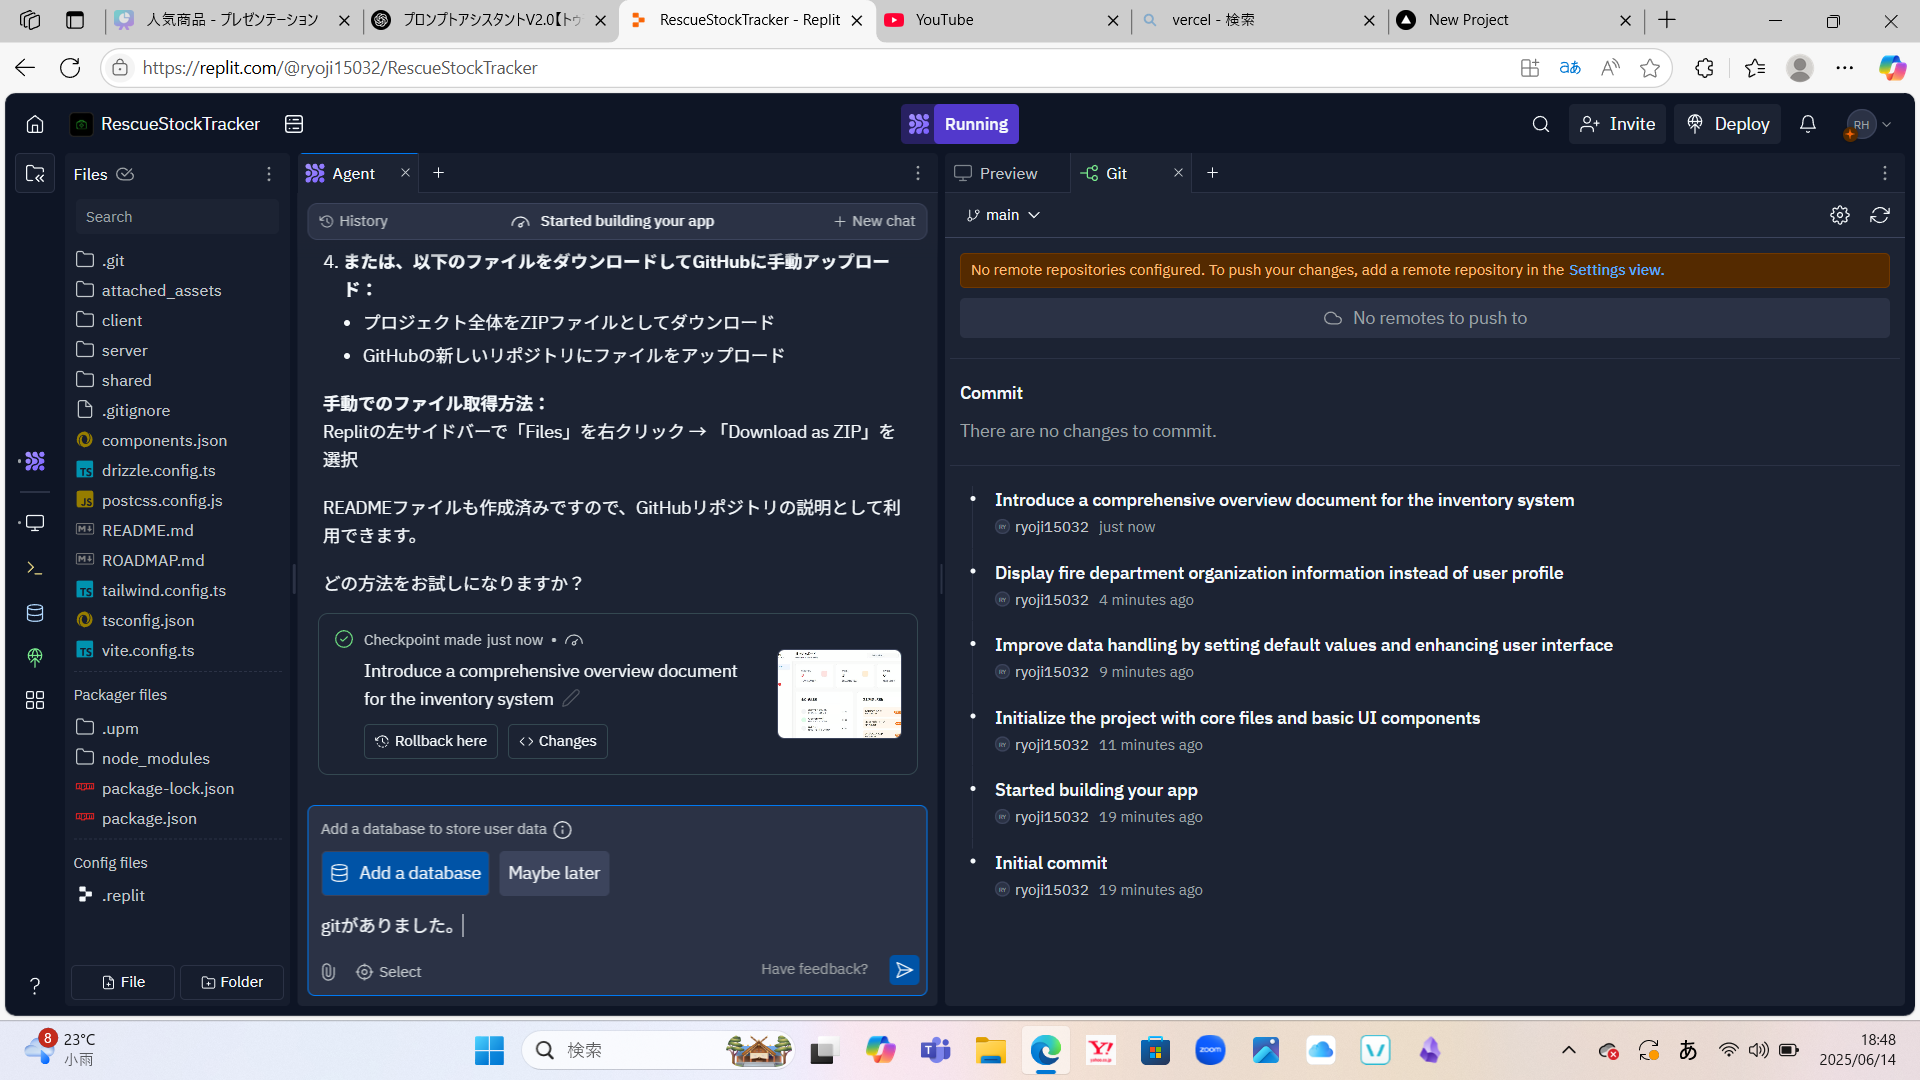 人気商品 - プレゼンテーション
プロンプトアシスタントV2.0【トゥ
RescueStockTracker - Replit
YouTube
vercel - 検索
New Project
https://replit.com/@ryoji15032/RescueStockTracker
RescueStockTracker
Running
Invite
Deploy
RH
Files
Search
.git
attached_assets
client
server
shared
.gitignore
components.json
drizzle.config.ts
postcss.config.js
README.md
ROADMAP.md
tailwind.config.ts
tsconfig.json
vite.config.ts
Packager files
.upm
node_modules
package-lock.json
package.json
Config files
.replit
File
Folder
Agent
History
Started building your app
New chat
4. または、以下のファイルをダウンロードしてGitHubに手動アップロー
ド：
• プロジェクト全体をZIPファイルとしてダウンロード
• GitHubの新しいリポジトリにファイルをアップロード
手動でのファイル取得方法：
Replitの左サイドバーで「Files」を右クリック → 「Download as ZIP」を
選択
READMEファイルも作成済みですので、GitHubリポジトリの説明として利
用できます。
どの方法をお試しになりますか？
Checkpoint made just now •
Introduce a comprehensive overview document
for the inventory system
Rollback here
Changes
Add a database to store user data
Add a database
Maybe later
gitがありました。
Select
Have feedback?
Preview
Git
main
No remote repositories configured. To push your changes, add a remote repository in the Settings view.
No remotes to push to
Commit
There are no changes to commit.
Introduce a comprehensive overview document for the inventory system
ryoji15032 just now
Display fire department organization information instead of user profile
ryoji15032 4 minutes ago
Improve data handling by setting default values and enhancing user interface
ryoji15032 9 minutes ago
Initialize the project with core files and basic UI components
ryoji15032 11 minutes ago
Started building your app
ryoji15032 19 minutes ago
Initial commit
ryoji15032 19 minutes ago
8
23°C
小雨
検索
zoom
あ
18:48
2025/06/14